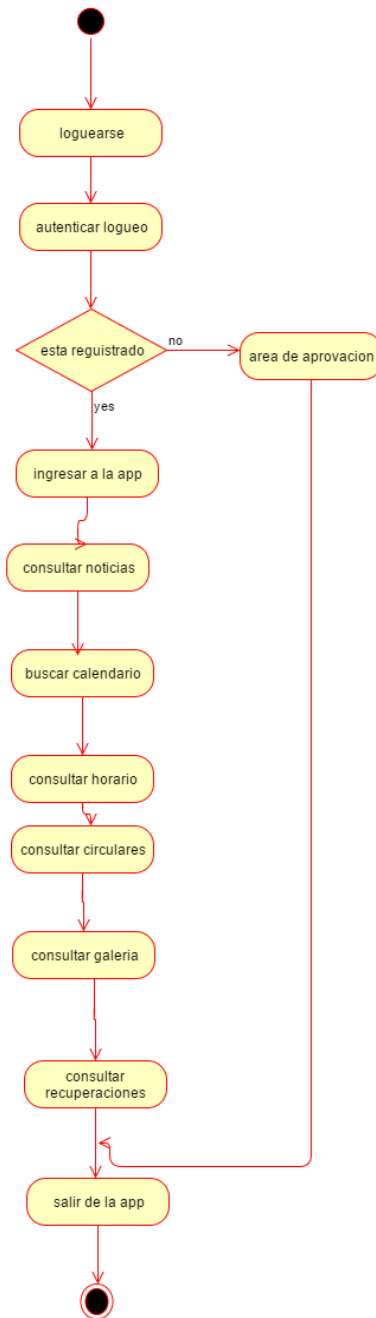 loguearse
autenticar logueo
esta reguistrado
no
area de aprovacion
yes
ingresar a la app
consultar noticias
buscar calendario
consultar horario
consultar circulares
consultar galeria
consultar
recuperaciones
salir de la app